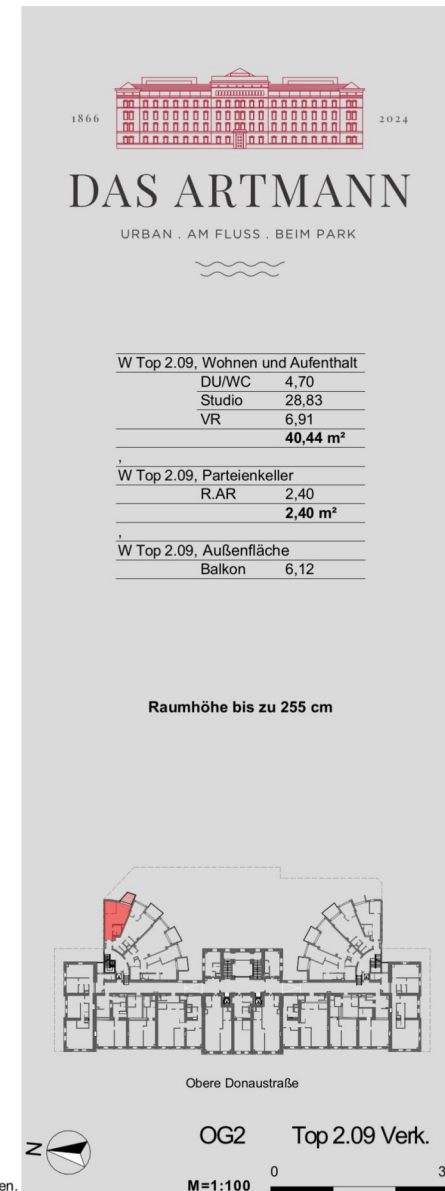 1866 2024
DAS ARTMANN
URBAN . AM FLUSS . BEIM PARK
W Top 2.09, Wohnen und Aufenthalt
DU/WC 4,70
Studio 28,83
VR 6,91
40,44 m²
,
W Top 2.09, Parteienkeller
R.AR 2,40
2,40 m²
,
W Top 2.09, Außenfläche
Balkon 6,12
Raumhöhe bis zu 255 cm
Obere Donaustraße
N
OG2 Top 2.09 Verk.
0 3
en. M=1:100